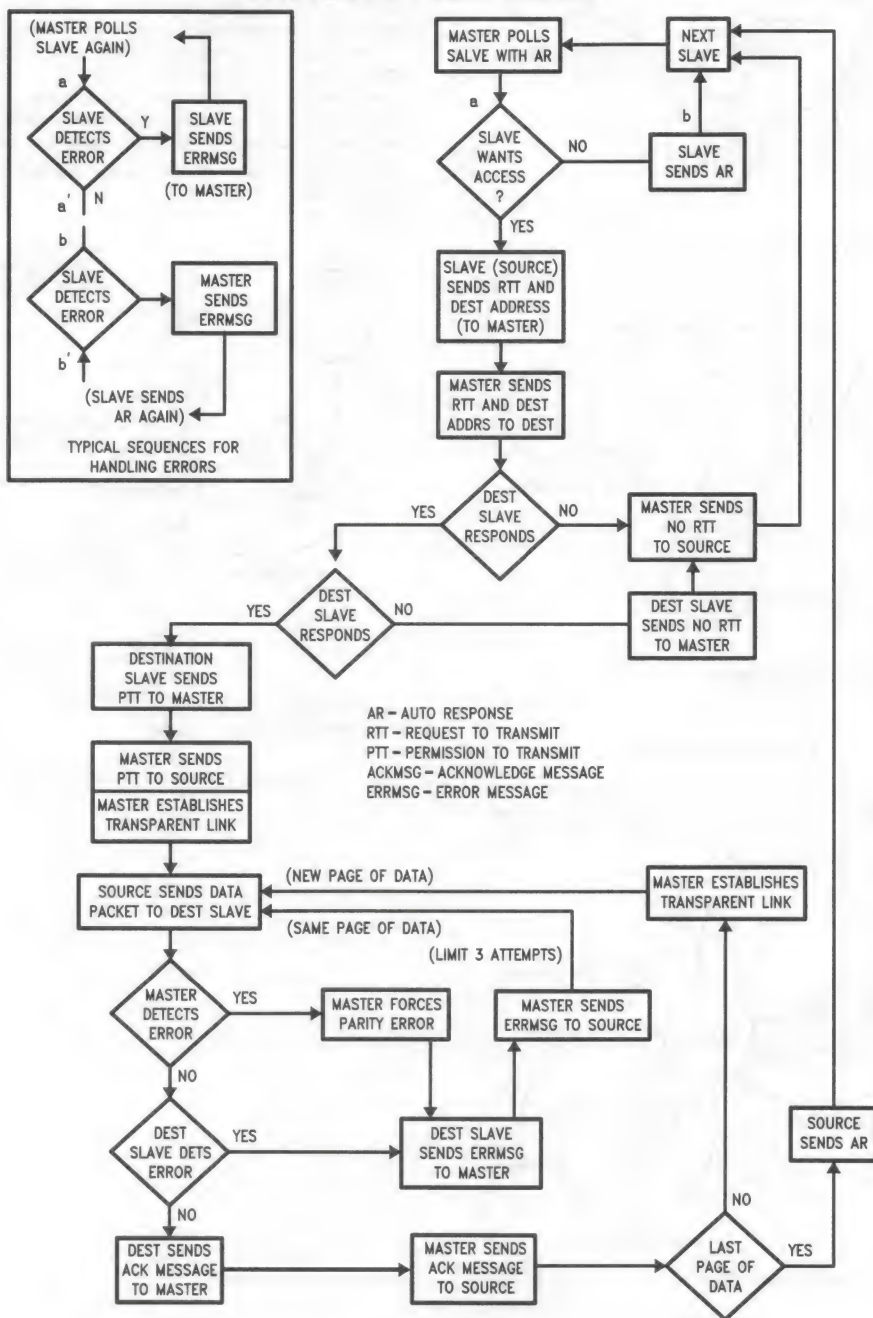 (MASTER POLLS
SLAVE AGAIN)
a
SLAVE
DETECTS
ERROR
Y
SLAVE
SENDS
ERRMSG
(TO MASTER)
a'
N
b
SLAVE
DETECTS
ERROR
MASTER
SENDS
ERRMSG
b'
(SLAVE SENDS
AR AGAIN)
TYPICAL SEQUENCES FOR
HANDLING ERRORS
MASTER POLLS
SALVE WITH AR
NEXT
SLAVE
a
b
SLAVE
WANTS
ACCESS
?
NO
SLAVE
SENDS AR
YES
SLAVE (SOURCE)
SENDS RTT AND
DEST ADDRESS
(TO MASTER)
MASTER SENDS
RTT AND DEST
ADDRS TO DEST
YES
DEST
SLAVE
RESPONDS
NO
MASTER SENDS
NO RTT
TO SOURCE
YES
DEST
SLAVE
RESPONDS
NO
DEST SLAVE
SENDS NO RTT
TO MASTER
DESTINATION
SLAVE SENDS
PTT TO MASTER
MASTER SENDS
PTT TO SOURCE
MASTER ESTABLISHES
TRANSPARENT LINK
AR – AUTO RESPONSE
RTT – REQUEST TO TRANSMIT
PTT – PERMISSION TO TRANSMIT
ACKMSG – ACKNOWLEDGE MESSAGE
ERRMSG – ERROR MESSAGE
SOURCE SENDS DATA
PACKET TO DEST SLAVE
(NEW PAGE OF DATA)
MASTER ESTABLISHES
TRANSPARENT LINK
(SAME PAGE OF DATA)
(LIMIT 3 ATTEMPTS)
MASTER
DETECTS
ERROR
YES
MASTER FORCES
PARITY ERROR
MASTER SENDS
ERRMSG TO SOURCE
NO
DEST
SLAVE DETS
ERROR
YES
DEST SLAVE
SENDS ERRMSG
TO MASTER
SOURCE
SENDS AR
NO
DEST SENDS
ACK MESSAGE
TO MASTER
MASTER SENDS
ACK MESSAGE
TO SOURCE
NO
LAST
PAGE OF
DATA
YES